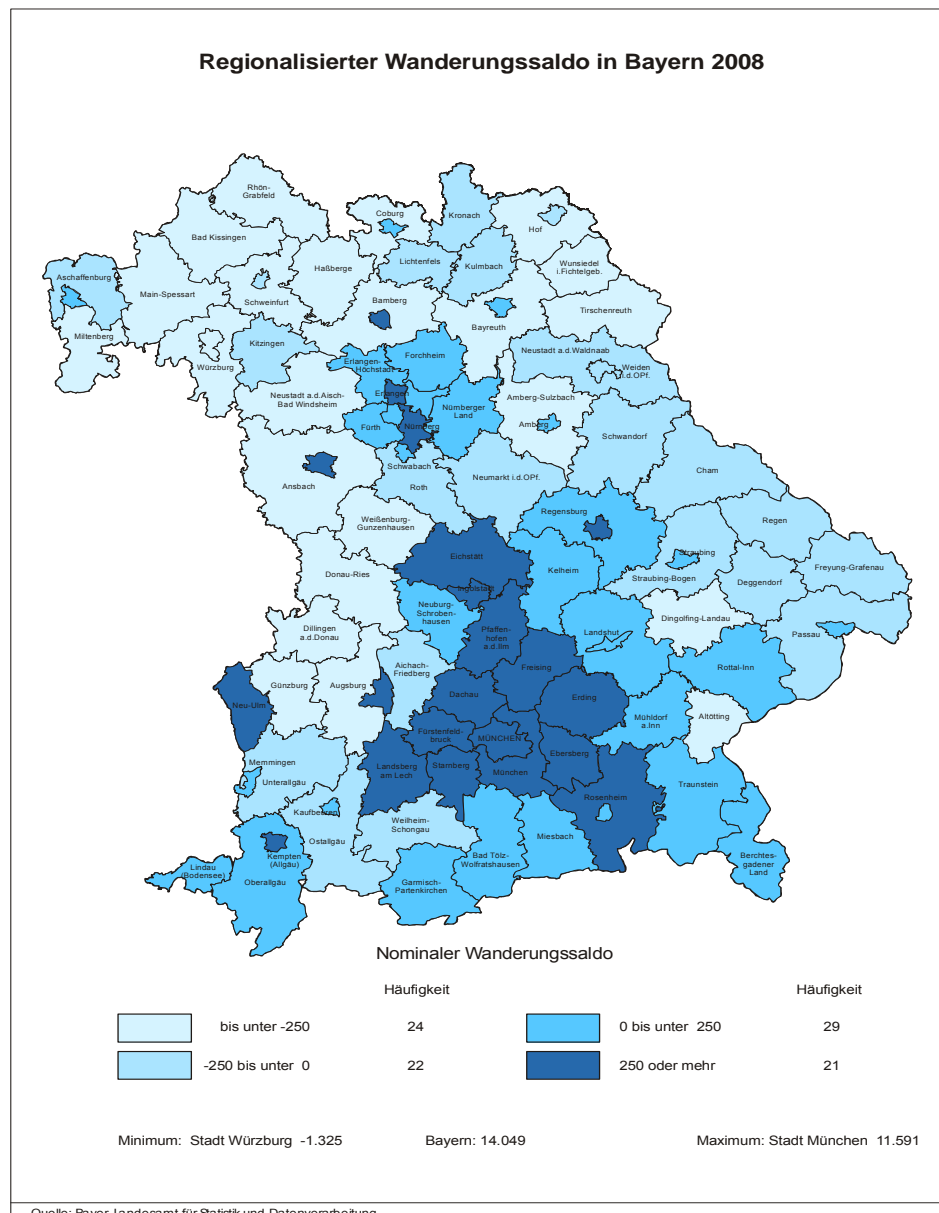 Regionalisierter Wanderungssaldo in Bayern 2008
Rhön-
Grabfeld
Coburg
Kronach
Hof
Bad Kissingen
Lichtenfels
Kulmbach
Wunsiedel
i.Fichtelgeb.
Aschaffenburg
Haßberge
Main-Spessart
Schweinfurt
Bamberg
Bayreuth
Tirschenreuth
Miltenberg
Würzburg
Kitzingen
Erlangen-
Höchstadt
Forchheim
Neustadt a.d.Waldnaab
Weiden
i.d.OPf.
Neustadt a.d.Aisch-
Bad Windsheim
Erlangen
Nürnberger
Land
Amberg-Sulzbach
Amberg
Fürth
Nürnberg
Schwandorf
Ansbach
Schwabach
Roth
Neumarkt i.d.OPf.
Cham
Weißenburg-
Gunzenhausen
Regensburg
Regen
Eichstätt
Kelheim
Straubing
Straubing-Bogen
Deggendorf
Freyung-Grafenau
Donau-Ries
Ingolstadt
Neuburg-
Schroben-
hausen
Pfaffen-
hofen
a.d.Ilm
Landshut
Dingolfing-Landau
Passau
Dillingen
a.d.Donau
Aichach-
Friedberg
Freising
Rottal-Inn
Neu-Ulm
Günzburg
Augsburg
Dachau
Erding
Mühldorf
a.Inn
Altötting
Fürstenfeld-
bruck
MÜNCHEN
Ebersberg
Memmingen
Unterallgäu
Landsberg
am Lech
Starnberg
München
Rosenheim
Traunstein
Kaufbeuren
Ostallgäu
Weilheim-
Schongau
Bad Tölz-
Wolfratshausen
Miesbach
Berchtes-
gadener
Land
Lindau
(Bodensee)
Kempten
(Allgäu)
Oberallgäu
Garmisch-
Partenkirchen
Nominaler Wanderungssaldo
Häufigkeit Häufigkeit
bis unter -250 24 0 bis unter 250 29
-250 bis unter 0 22 250 oder mehr 21
Minimum: Stadt Würzburg -1.325 Bayern: 14.049 Maximum: Stadt München 11.591
Quelle: Bayer. Landesamt für Statistik und Datenverarbeitung